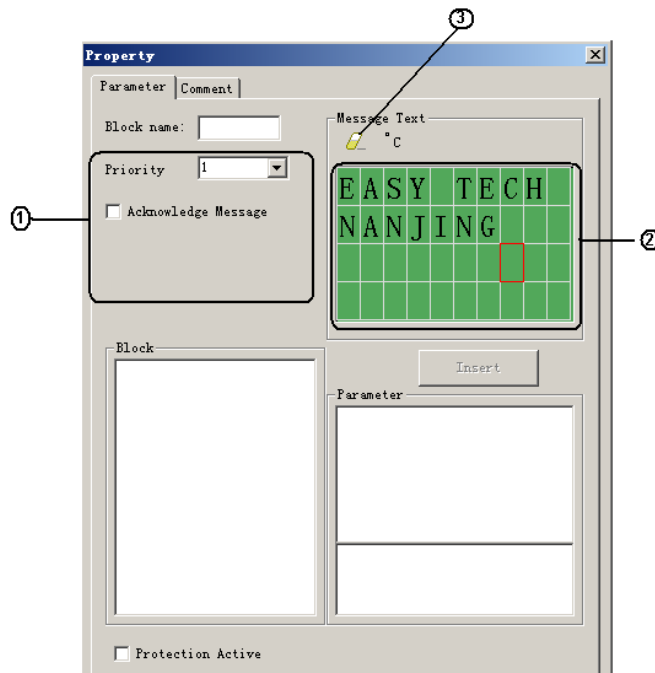 ③
Property
Parameter Comment
Block name:
Message Text
°C
Priority 1
Acknowledge Message
①
EASY TECH
NANJING
②
Block
Insert
Parameter
Protection Active